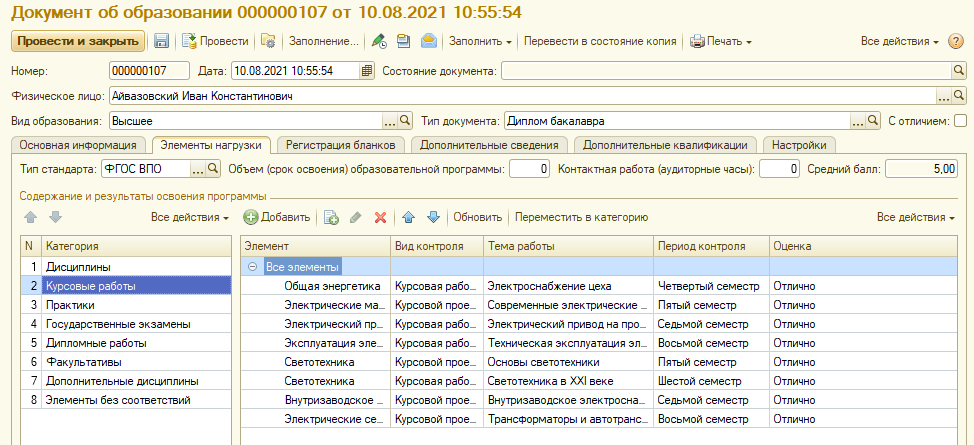 Документ об образовании 000000107 от 10.08.2021 10:55:54
Провести и закрыть Провести Заполнение... Заполнить Перевести в состояние копия Печать Все действия ?
Номер: 000000107 Дата: 10.08.2021 10:55:54 Состояние документа:
Физическое лицо: Айвазовский Иван Константинович ...
Вид образования: Высшее ... Тип документа: Диплом бакалавра ... С отличием:
Основная информация Элементы нагрузки Регистрация бланков Дополнительные сведения Дополнительные квалификации Настройки
Тип стандарта: ФГОС ВПО ... Объем (срок освоения) образовательной программы: 0 Контактная работа (аудиторные часы): 0 Средний балл: 5,00
Содержание и результаты освоения программы
Все действия Добавить Обновить Переместить в категорию Все действия
N Категория Элемент Вид контроля Тема работы Период контроля Оценка
1 Дисциплины Все элементы
2 Курсовые работы Общая энергетика Курсовая рабо... Электроснабжение цеха Четвертый семестр Отлично
3 Практики Электрические ма... Курсовая рабо... Современные электрические ... Пятый семестр Отлично
4 Государственные экзамены Электрический пр... Курсовая рабо... Электрический привод на про... Седьмой семестр Отлично
5 Дипломные работы Эксплуатация эле... Курсовая рабо... Техническая эксплуатация эл... Восьмой семестр Отлично
6 Факультативы Светотехника Курсовой прое... Основы светотехники Пятый семестр Отлично
7 Дополнительные дисциплины Светотехника Курсовая рабо... Светотехника в XXI веке Шестой семестр Отлично
8 Элементы без соответствий Внутризаводское ... Курсовой прое... Внутризаводское электросна... Седьмой семестр Отлично
Электрические се... Курсовой прое... Трансформаторы и автотранс... Восьмой семестр Отлично